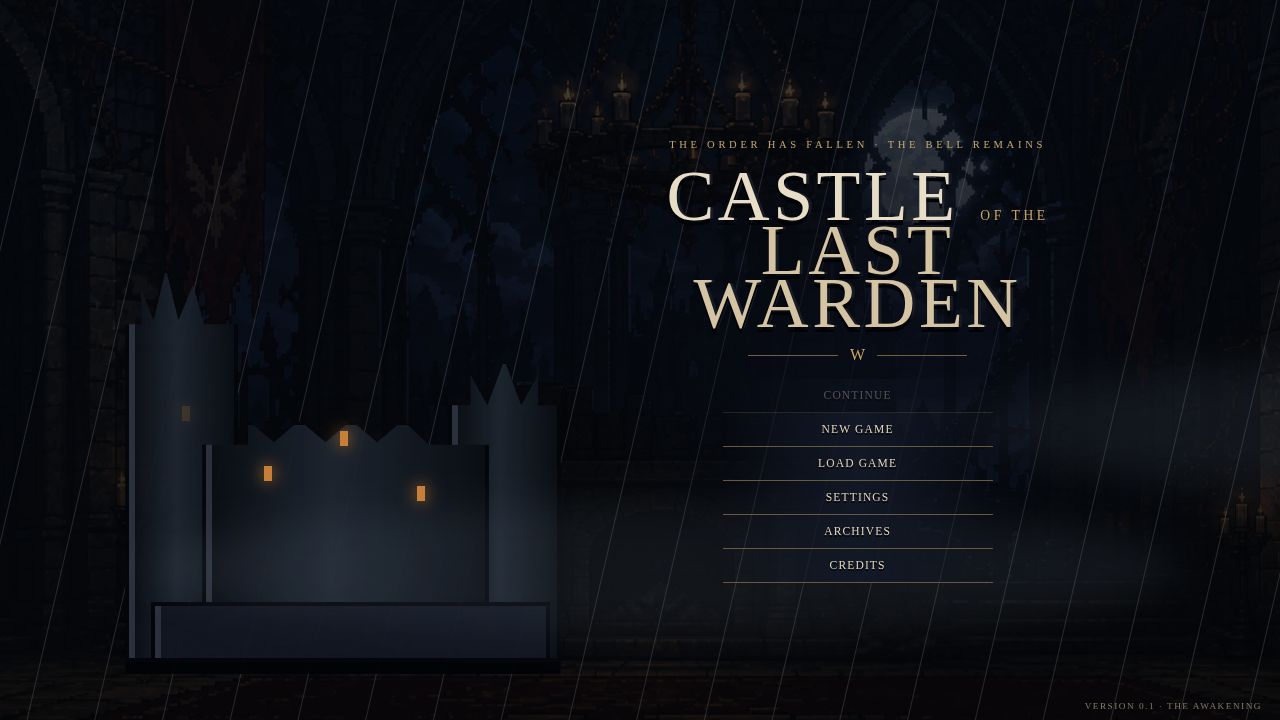 THE ORDER HAS FALLEN · THE BELL REMAINS
CASTLE OF THE
LAST
WARDEN
W
CONTINUE
NEW GAME
LOAD GAME
SETTINGS
ARCHIVES
CREDITS
VERSION 0.1 · THE AWAKENING